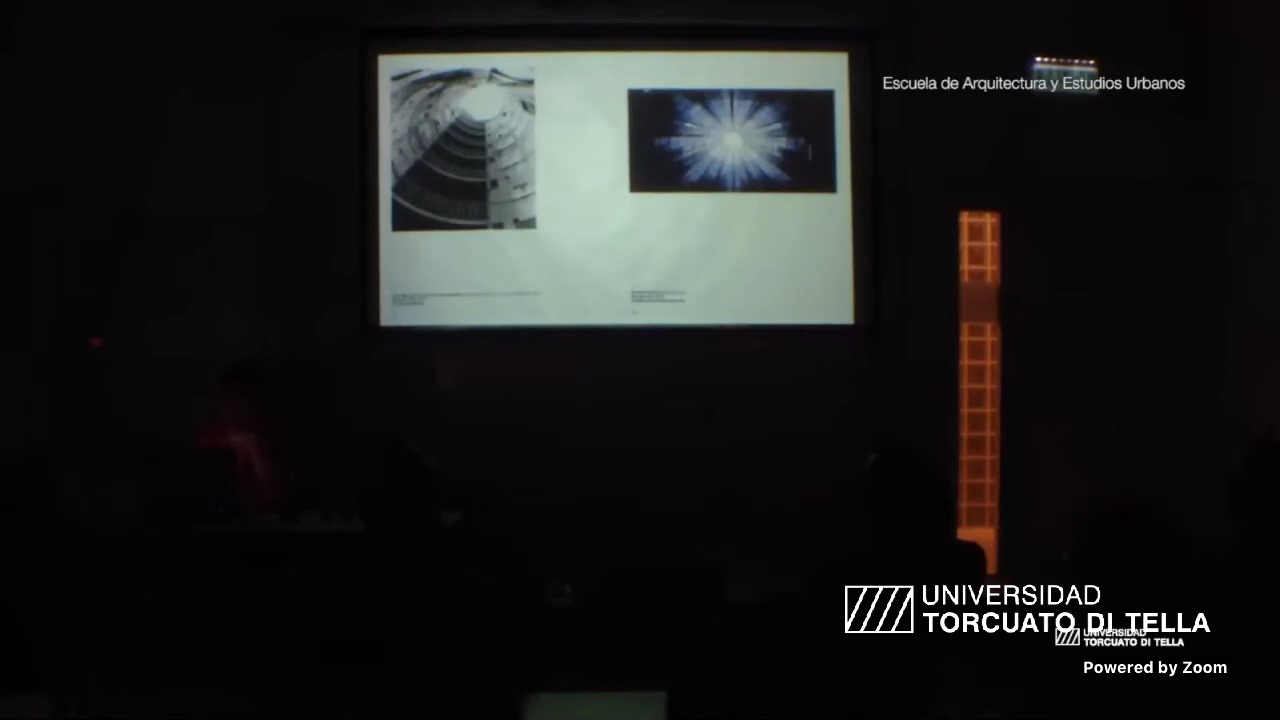 Escuela de Arquitectura y Estudios Urbanos
UNIVERSIDAD
TORCUATO DI TELLA
UNIVERSIDAD
TORCUATO DI TELLA
Powered by Zoom